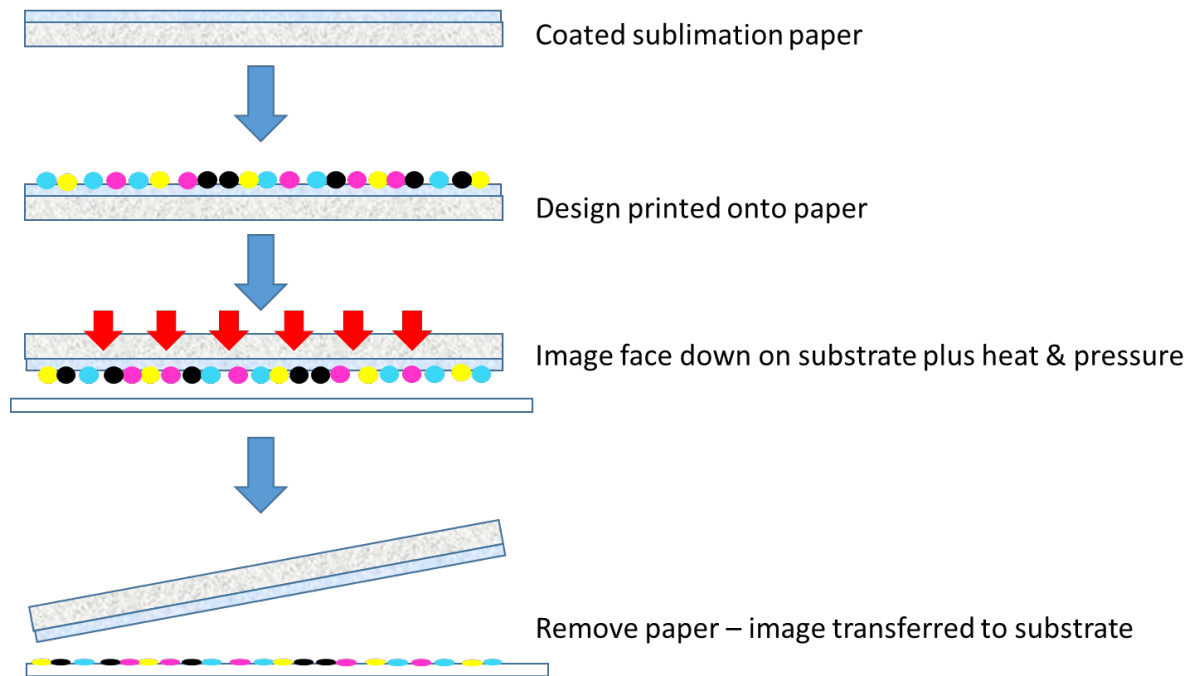 Coated sublimation paper
Design printed onto paper
Image face down on substrate plus heat & pressure
Remove paper – image transferred to substrate